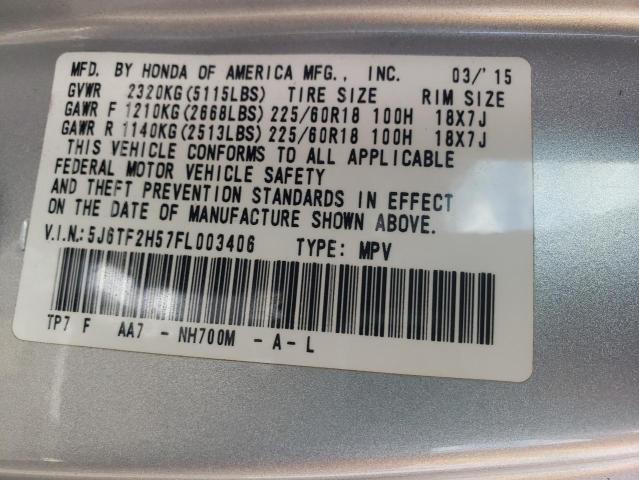 MFD. BY HONDA OF AMERICA MFG., INC. 03/'15
GVWR 2320KG(5115LBS) TIRE SIZE RIM SIZE
GAWR F 1210KG(2668LBS) 225/60R18 100H 18X7J
GAWR R 1140KG(2513LBS) 225/60R18 100H 18X7J
THIS VEHICLE CONFORMS TO ALL APPLICABLE
FEDERAL MOTOR VEHICLE SAFETY
AND THEFT PREVENTION STANDARDS IN EFFECT
ON THE DATE OF MANUFACTURE SHOWN ABOVE.
V.I.N.:5J6TF2H57FL003406 TYPE: MPV
TP7 F AA7 - NH700M - A - L